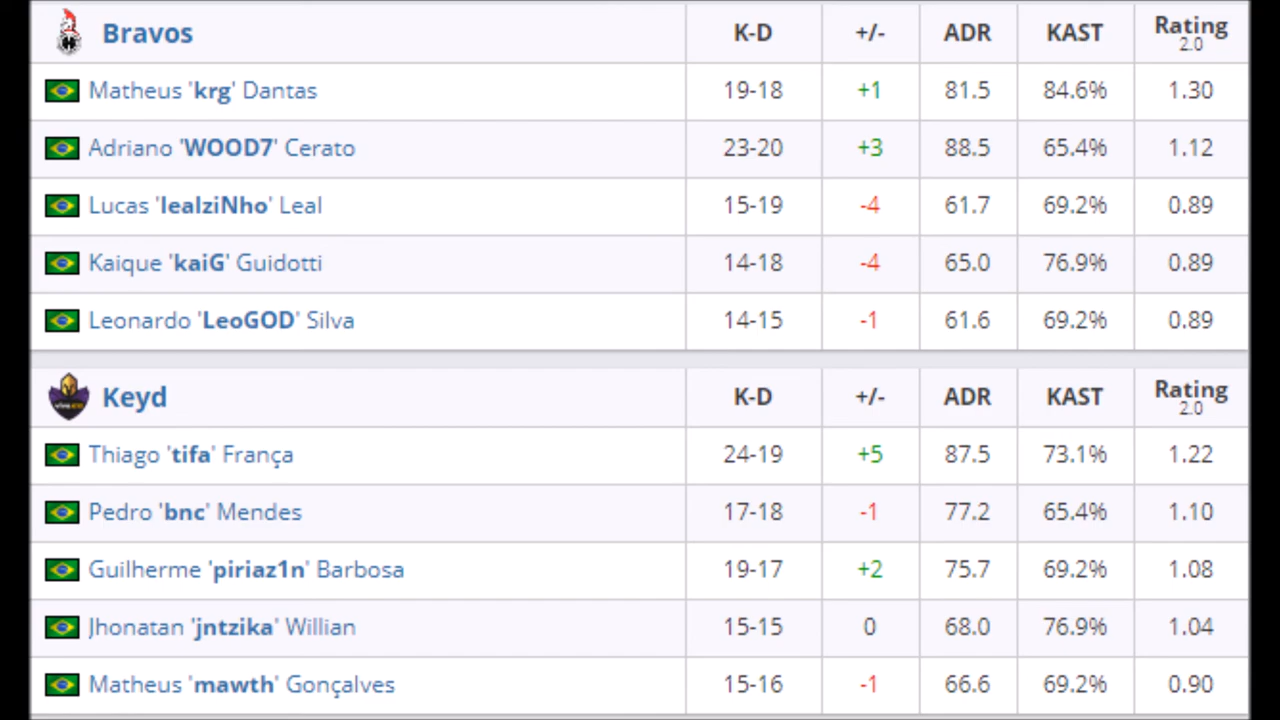 Bravos K-D +/- ADR KAST Rating 2.0
Matheus 'krg' Dantas 19-18 +1 81.5 84.6% 1.30
Adriano 'WOOD7' Cerato 23-20 +3 88.5 65.4% 1.12
Lucas 'lealziNho' Leal 15-19 -4 61.7 69.2% 0.89
Kaique 'kaiG' Guidotti 14-18 -4 65.0 76.9% 0.89
Leonardo 'LeoGOD' Silva 14-15 -1 61.6 69.2% 0.89
Keyd K-D +/- ADR KAST Rating 2.0
Thiago 'tifa' França 24-19 +5 87.5 73.1% 1.22
Pedro 'bnc' Mendes 17-18 -1 77.2 65.4% 1.10
Guilherme 'piriaz1n' Barbosa 19-17 +2 75.7 69.2% 1.08
Jhonatan 'jntzika' Willian 15-15 0 68.0 76.9% 1.04
Matheus 'mawth' Gonçalves 15-16 -1 66.6 69.2% 0.90